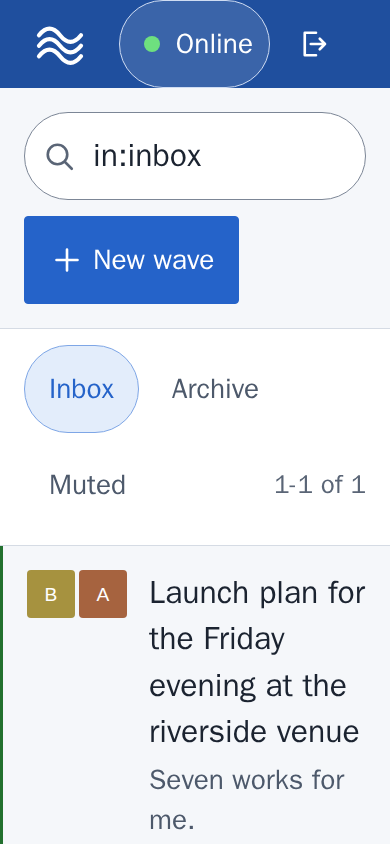 Online
in:inbox
New wave
Inbox
Archive
Muted
1-1 of 1
B
A
Launch plan for
the Friday
evening at the
riverside venue
Seven works for
me.